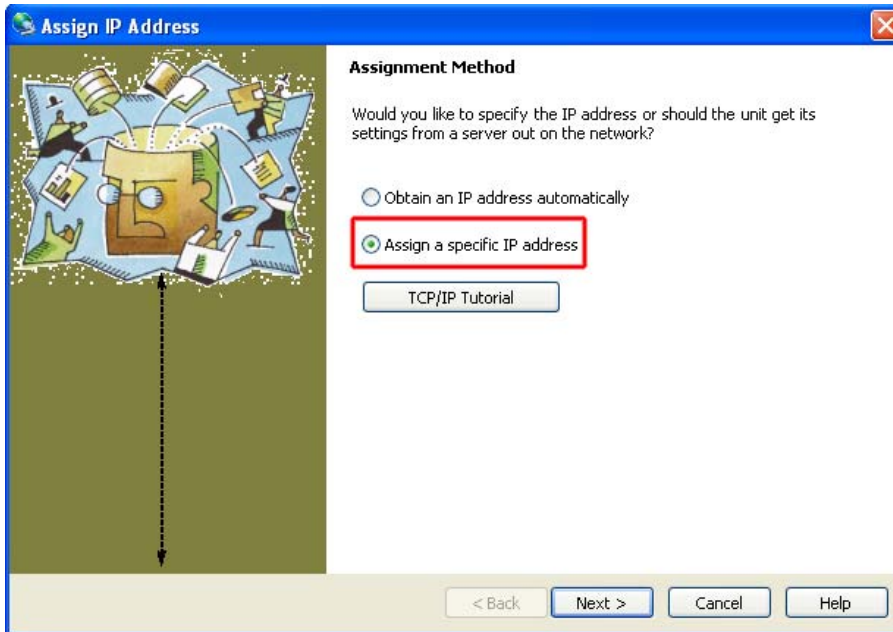 Assign IP Address
Assignment Method
Would you like to specify the IP address or should the unit get its
settings from a server out on the network?
Obtain an IP address automatically
Assign a specific IP address
TCP/IP Tutorial
< Back Next > Cancel Help